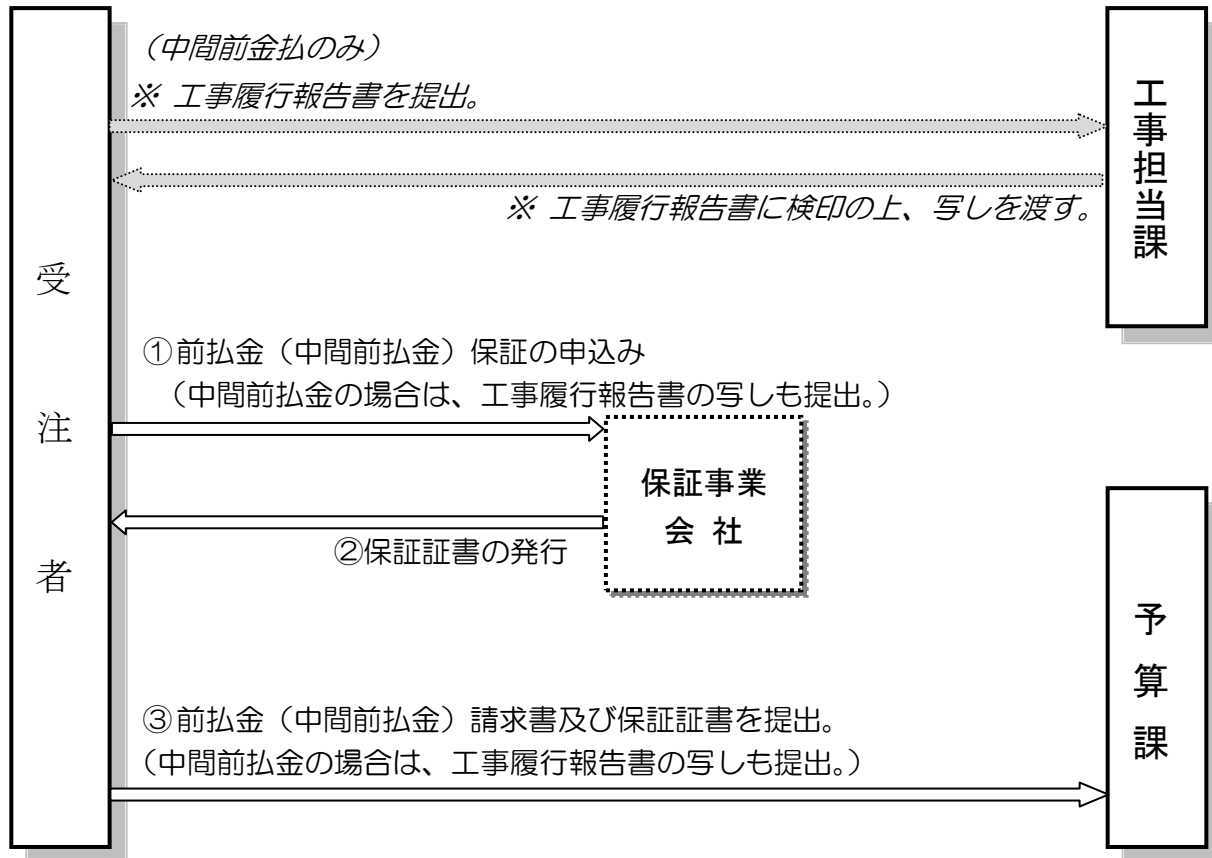 （中間前金払のみ）
※ 工事履行報告書を提出。
工事担当課
※ 工事履行報告書に検印の上、写しを渡す。
受注者
①前払金（中間前払金）保証の申込み
（中間前払金の場合は、工事履行報告書の写しも提出。）
保証事業
会 社
②保証証書の発行
予算課
③前払金（中間前払金）請求書及び保証証書を提出。
（中間前払金の場合は、工事履行報告書の写しも提出。）